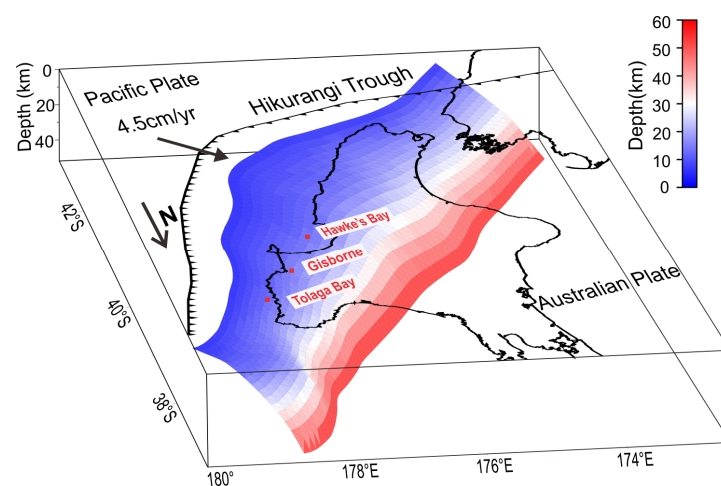 Depth (km)
0
20
40
Pacific Plate
4.5cm/yr
Hikurangi Trough
N
Hawke's Bay
Gisborne
Tolaga Bay
Australian Plate
42°S
40°S
38°S
180°
178°E
176°E
174°E
Depth(km)
60
50
40
30
20
10
0